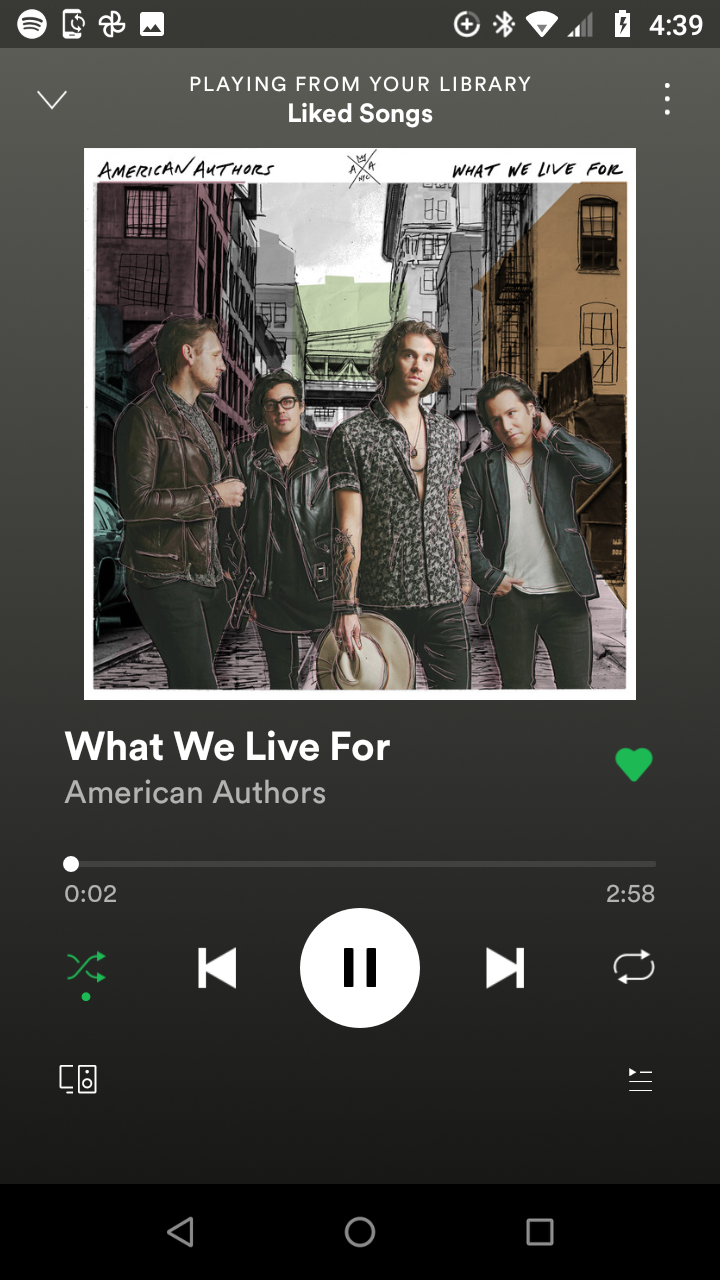 4:39
PLAYING FROM YOUR LIBRARY
Liked Songs
AMERICAN AUTHORS
A A
NYC
WHAT WE LIVE FOR
What We Live For
American Authors
0:02
2:58